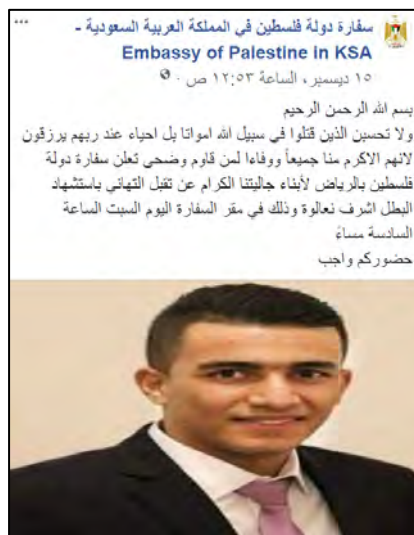 سفارة دولة فلسطين في المملكة العربية السعودية -
Embassy of Palestine in KSA
١٥ ديسمبر، الساعة ١٢:٥٣ ص ·
بسم الله الرحمن الرحيم
ولا تحسبن الذين قتلوا في سبيل الله امواتا بل احياء عند ربهم يرزقون
لانهم الاكرم منا جميعاً ووفاءا لمن قاوم وضحى تعلن سفارة دولة
فلسطين بالرياض لأبناء جاليتنا الكرام عن تقبل التهاني باستشهاد
البطل اشرف نعالوة وذلك في مقر السفارة اليوم السبت الساعة
السادسة مساءً
حضوركم واجب